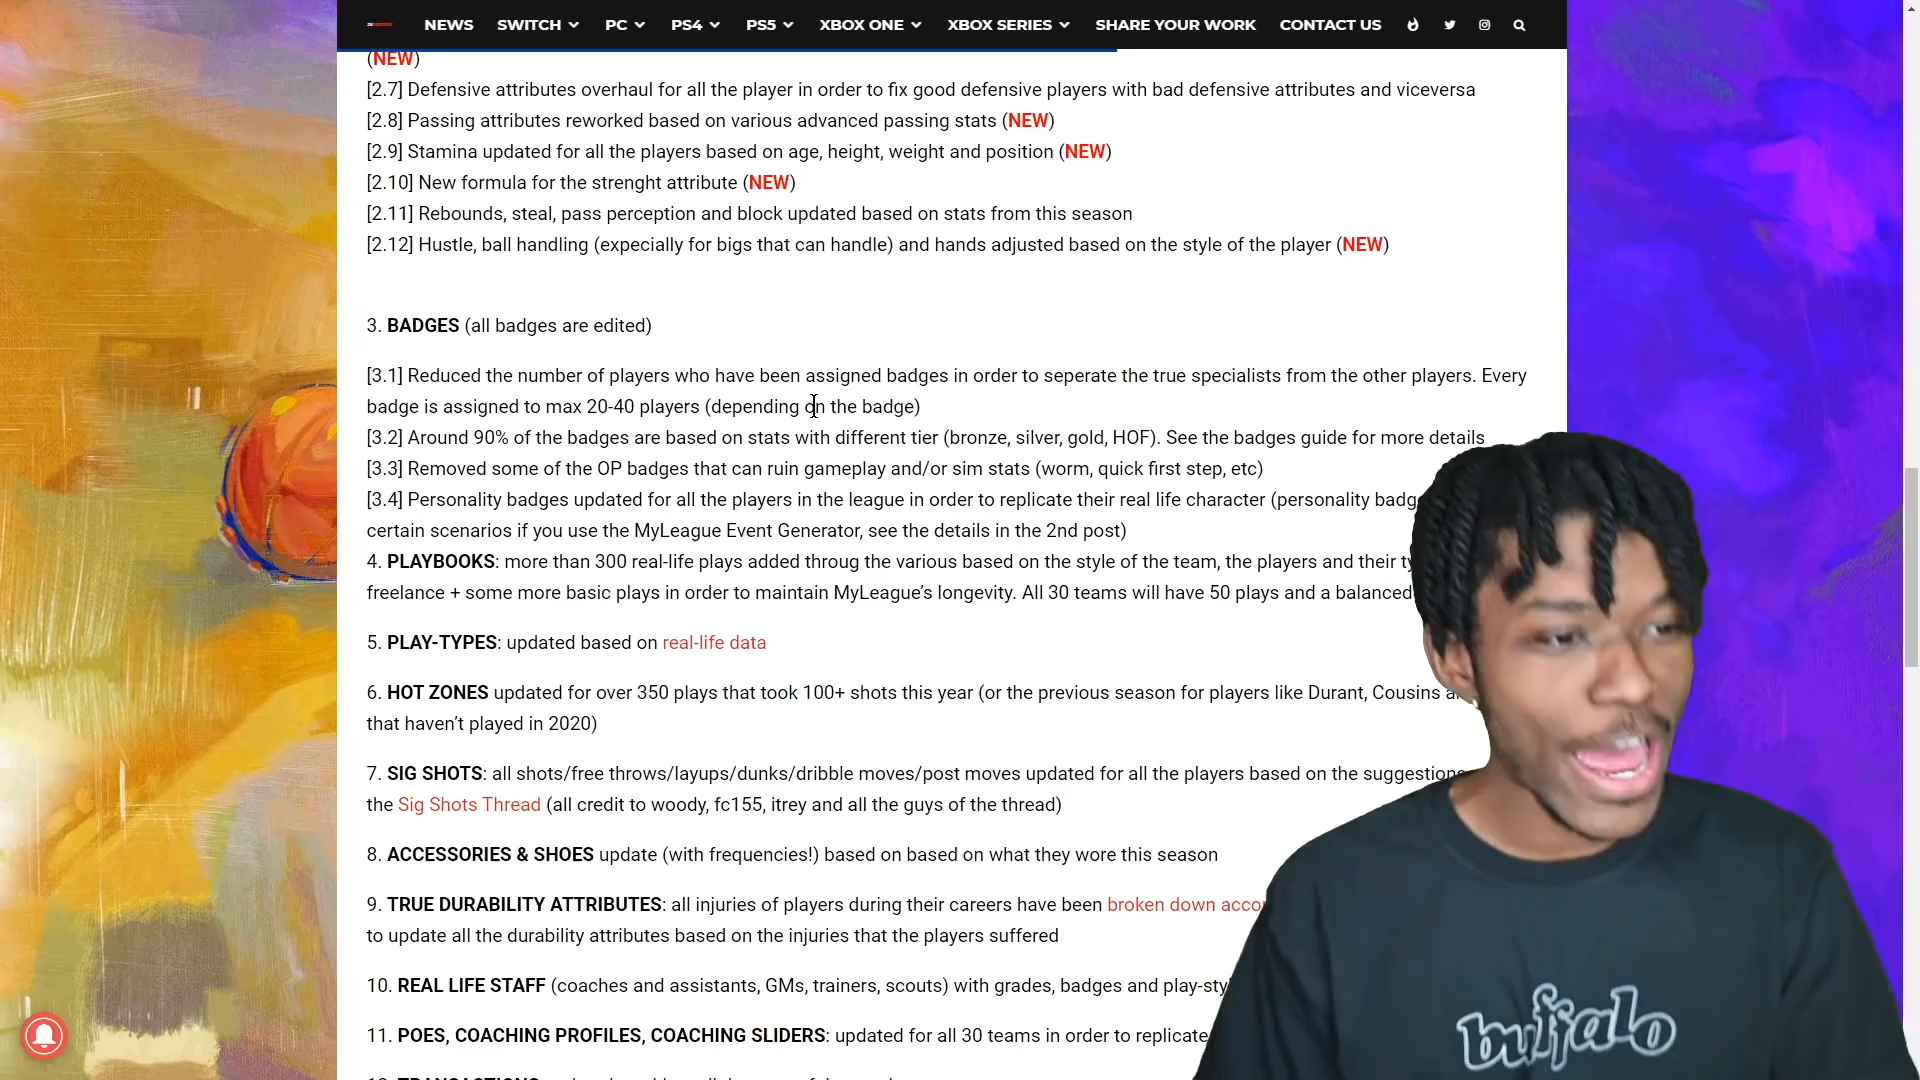 NEWS SWITCH PC PS4 PS5 XBOX ONE XBOX SERIES SHARE YOUR WORK CONTACT US
(NEW)
[2.7] Defensive attributes overhaul for all the player in order to fix good defensive players with bad defensive attributes and viceversa
[2.8] Passing attributes reworked based on various advanced passing stats (NEW)
[2.9] Stamina updated for all the players based on age, height, weight and position (NEW)
[2.10] New formula for the strenght attribute (NEW)
[2.11] Rebounds, steal, pass perception and block updated based on stats from this season
[2.12] Hustle, ball handling (expecially for bigs that can handle) and hands adjusted based on the style of the player (NEW)
3. BADGES (all badges are edited)
[3.1] Reduced the number of players who have been assigned badges in order to seperate the true specialists from the other players. Every
badge is assigned to max 20-40 players (depending on the badge)
[3.2] Around 90% of the badges are based on stats with different tier (bronze, silver, gold, HOF). See the badges guide for more details
[3.3] Removed some of the OP badges that can ruin gameplay and/or sim stats (worm, quick first step, etc)
[3.4] Personality badges updated for all the players in the league in order to replicate their real life character (personality
certain scenarios if you use the MyLeague Event Generator, see the details in the 2nd post)
4. PLAYBOOKS: more than 300 real-life plays added throug the various based on the style of the team, the players and their
freelance + some more basic plays in order to maintain MyLeague’s longevity. All 30 teams will have 50 plays and a balanced
5. PLAY-TYPES: updated based on real-life data
6. HOT ZONES updated for over 350 plays that took 100+ shots this year (or the previous season for players like Durant, Cousins
that haven’t played in 2020)
7. SIG SHOTS: all shots/free throws/layups/dunks/dribble moves/post moves updated for all the players based on the suggestions
the Sig Shots Thread (all credit to woody, fc155, itrey and all the guys of the thread)
8. ACCESSORIES & SHOES update (with frequencies!) based on based on what they wore this season
9. TRUE DURABILITY ATTRIBUTES: all injuries of players during their careers have been broken down
to update all the durability attributes based on the injuries that the players suffered
10. REAL LIFE STAFF (coaches and assistants, GMs, trainers, scouts) with grades, badges and
11. POES, COACHING PROFILES, COACHING SLIDERS: updated for all 30 teams in order to replicate
buffalo